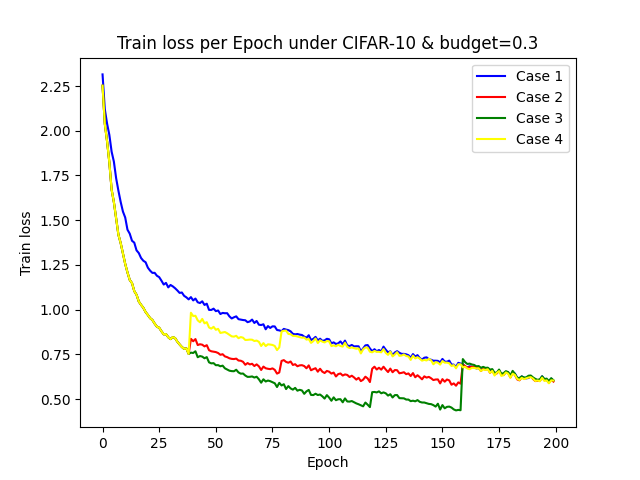 Train loss per Epoch under CIFAR-10 & budget=0.3
Case 1
Case 2
Case 3
Case 4
2.25
2.00
1.75
1.50
1.25
1.00
0.75
0.50
Train loss
0
25
50
75
100
125
150
175
200
Epoch